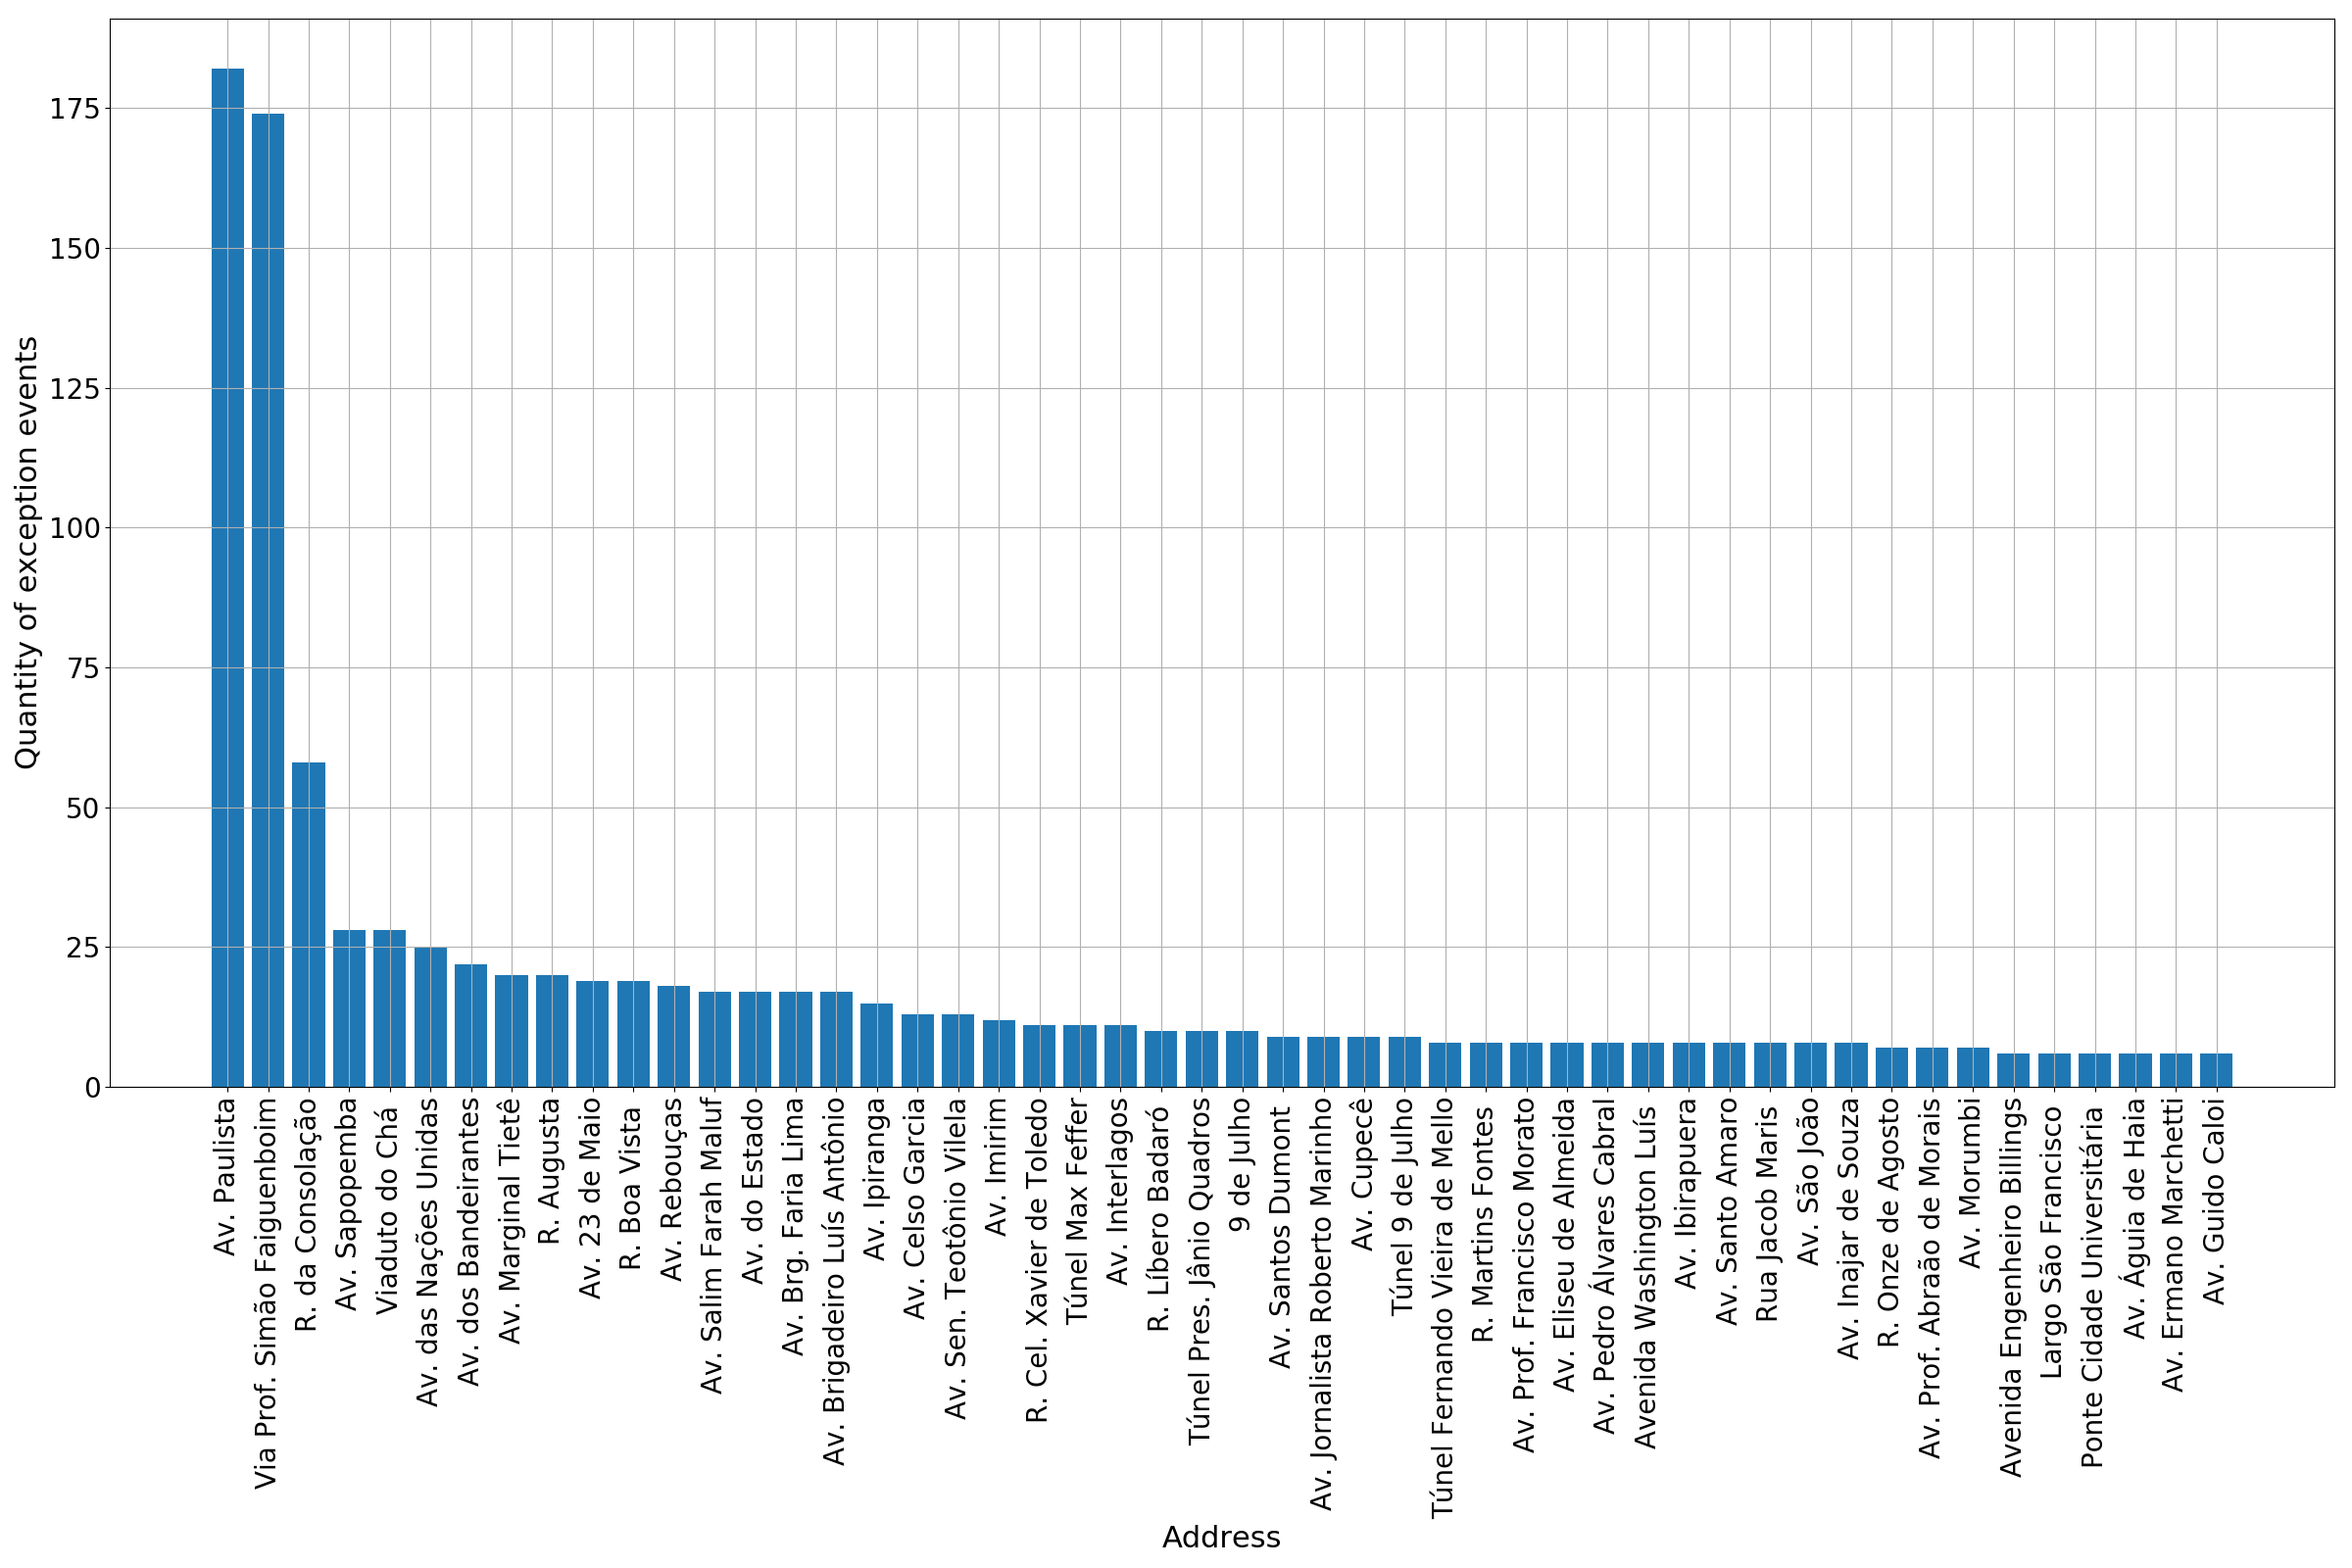 Quantity of exception events
175
150
125
100
75
50
25
0
Av. Paulista
Via Prof. Simão Faiguenboim
R. da Consolação
Av. Sapopemba
Viaduto do Chá
Av. das Nações Unidas
Av. dos Bandeirantes
Av. Marginal Tietê
R. Augusta
Av. 23 de Maio
R. Boa Vista
Av. Rebouças
Av. Salim Farah Maluf
Av. do Estado
Av. Brg. Faria Lima
Av. Brigadeiro Luís Antônio
Av. Ipiranga
Av. Celso Garcia
Av. Sen. Teotônio Vilela
Av. Imirim
R. Cel. Xavier de Toledo
Túnel Max Feffer
Av. Interlagos
R. Líbero Badaró
Túnel Pres. Jânio Quadros
9 de Julho
Av. Santos Dumont
Av. Jornalista Roberto Marinho
Av. Cupecê
Túnel 9 de Julho
Túnel Fernando Vieira de Mello
R. Martins Fontes
Av. Prof. Francisco Morato
Av. Eliseu de Almeida
Av. Pedro Álvares Cabral
Avenida Washington Luís
Av. Ibirapuera
Av. Santo Amaro
Rua Jacob Maris
Av. São João
Av. Inajar de Souza
R. Onze de Agosto
Av. Prof. Abraão de Morais
Av. Morumbi
Avenida Engenheiro Billings
Largo São Francisco
Ponte Cidade Universitária
Av. Águia de Haia
Av. Ermano Marchetti
Av. Guido Caloi
Address